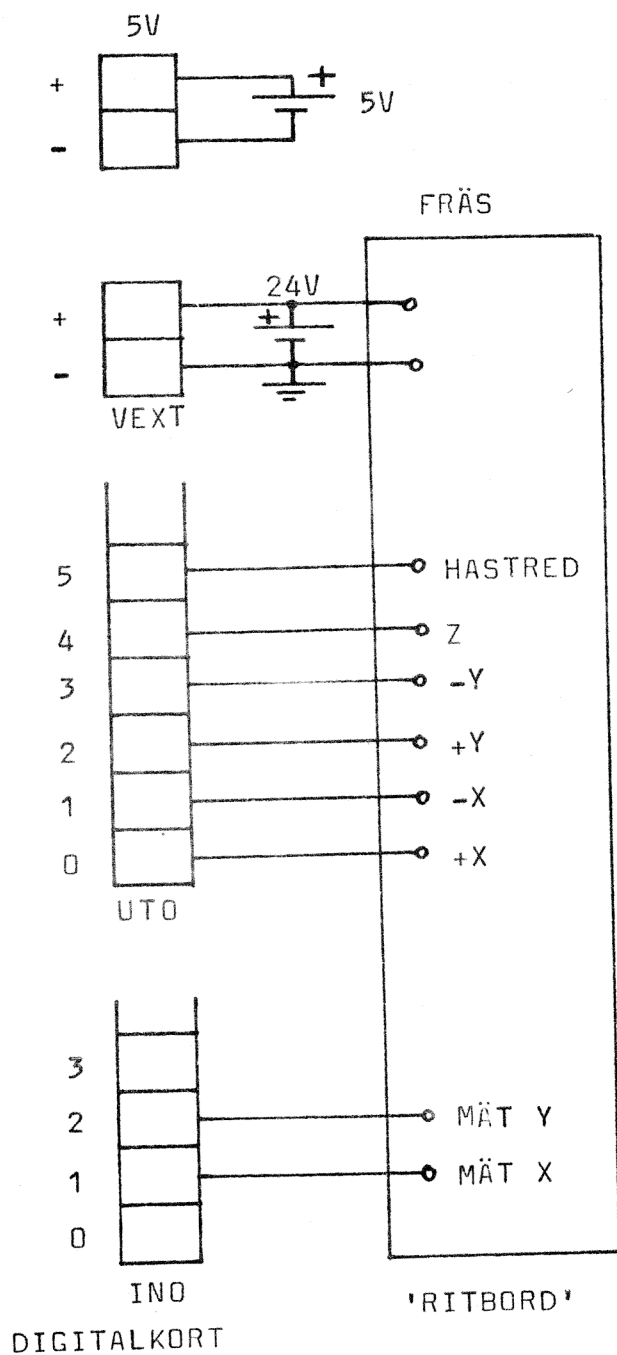 5V
+
+
5V
-
FRÄS
24V
+
+
-
VEXT
5
HASTRED
4
Z
3
-Y
2
+Y
1
-X
0
+X
UTO
3
2
MÄT Y
1
MÄT X
0
INO
'RITBORD'
DIGITALKORT